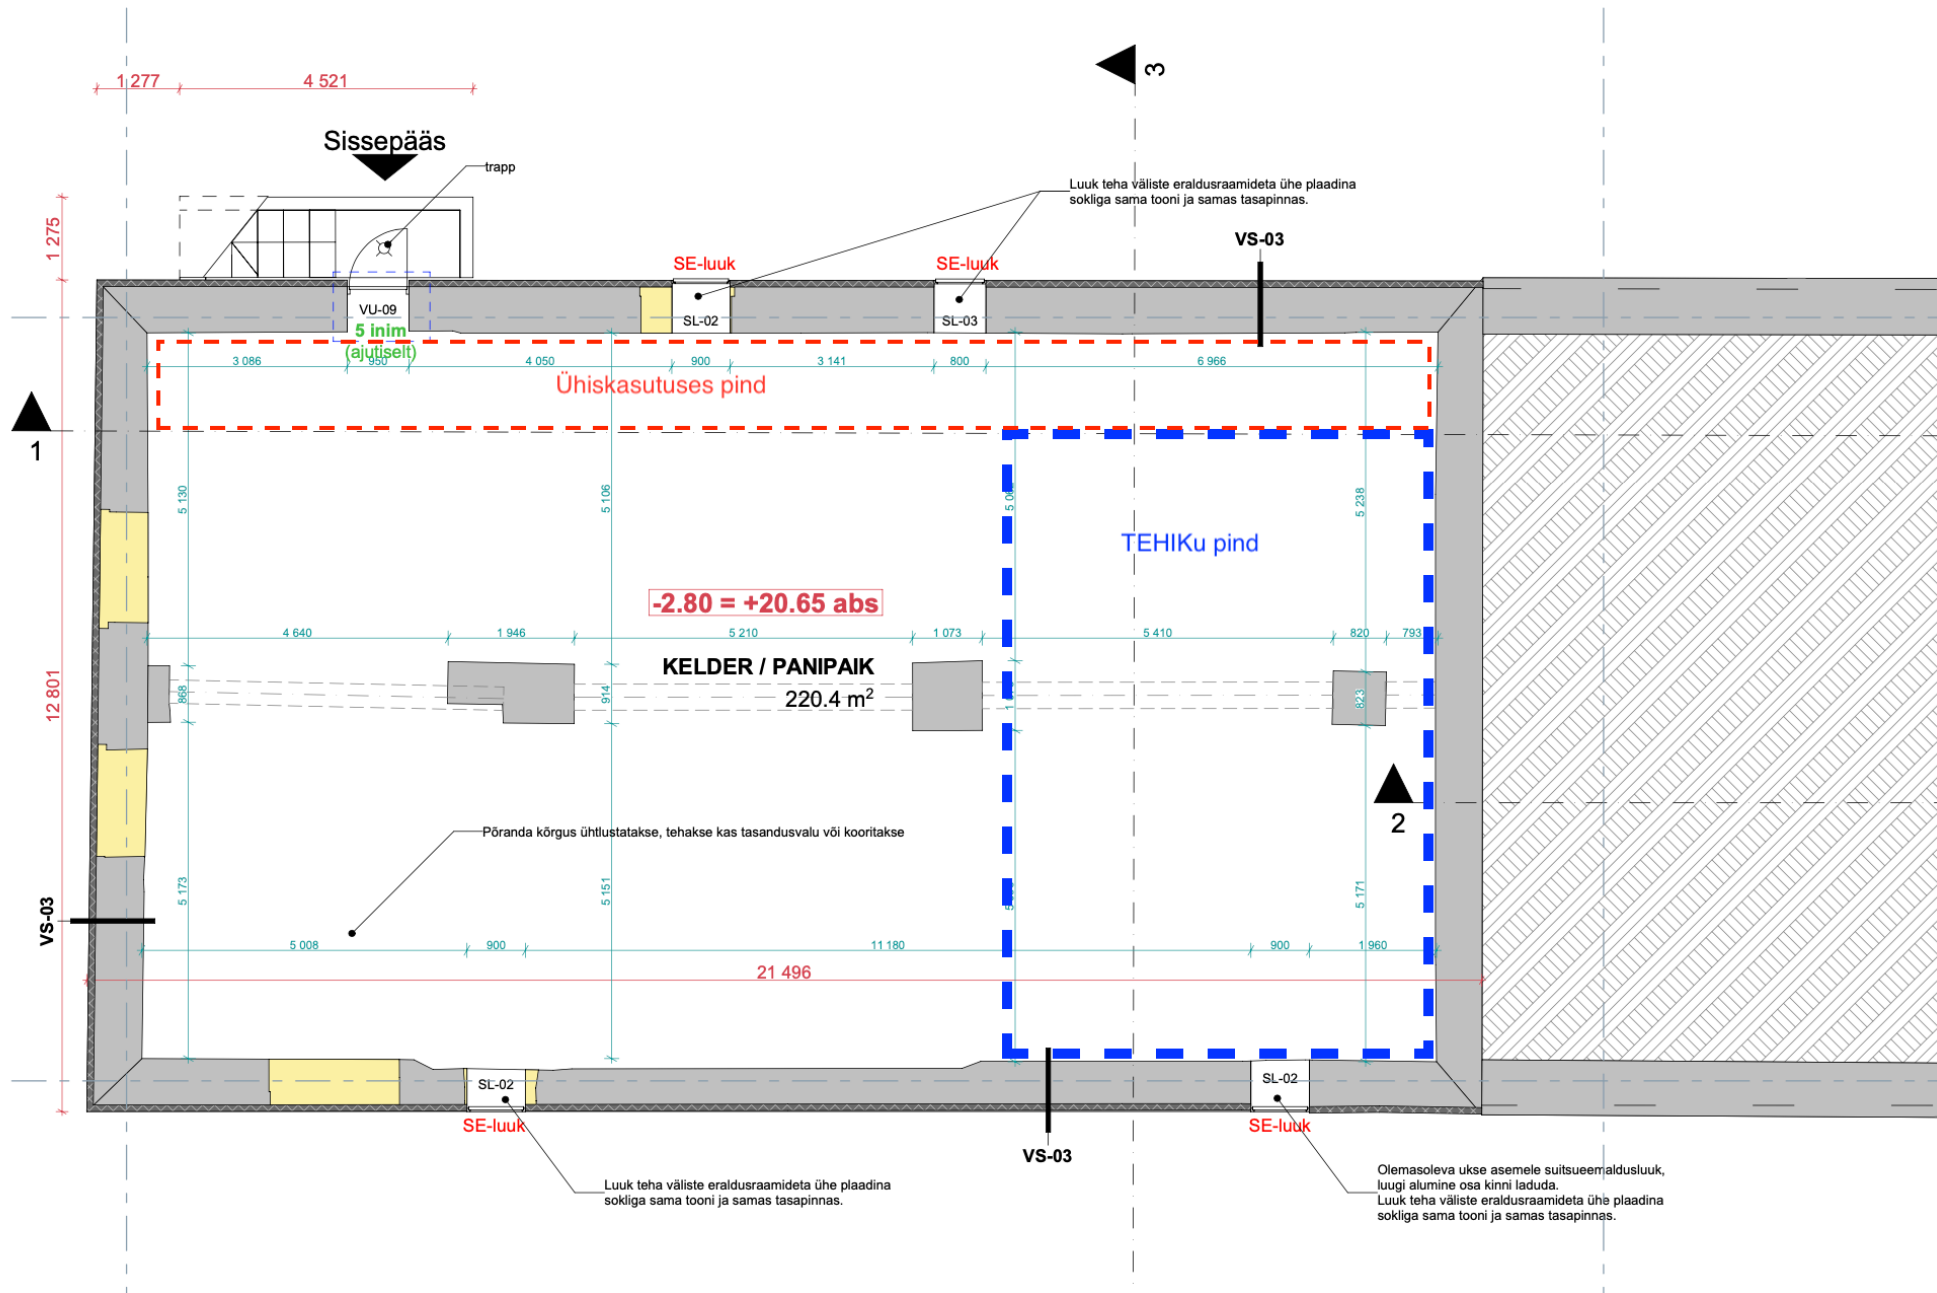 3
1 277
4 521
Sissepääs
trapp
1 275
Luuk teha väliste eraldusraamideta ühe plaadina
sokliga sama tooni ja samas tasapinnas.
VS-03
SE-luuk
SE-luuk
VU-09
SL-02
SL-03
5 inim
(ajutiselt)
3 086
950
4 050
900
3 141
800
6 966
Ühiskasutuses pind
1
5 130
5 106
5 238
TEHIKu pind
-2.80 = +20.65 abs
4 640
1 946
5 210
1 073
5 410
820
793
KELDER / PANIPAIK
220.4 m²
868
914
823
12 801
2
Põranda kõrgus ühtlustatakse, tehakse kas tasandusvalu või kooritakse
5 173
5 151
5 171
VS-03
5 008
900
11 180
900
1 960
21 496
SL-02
SL-02
SE-luuk
SE-luuk
VS-03
Luuk teha väliste eraldusraamideta ühe plaadina
sokliga sama tooni ja samas tasapinnas.
Olemasoleva ukse asemele suitsueemaldusluuk,
luugi alumine osa kinni laduda.
Luuk teha väliste eraldusraamideta ühe plaadina
sokliga sama tooni ja samas tasapinnas.